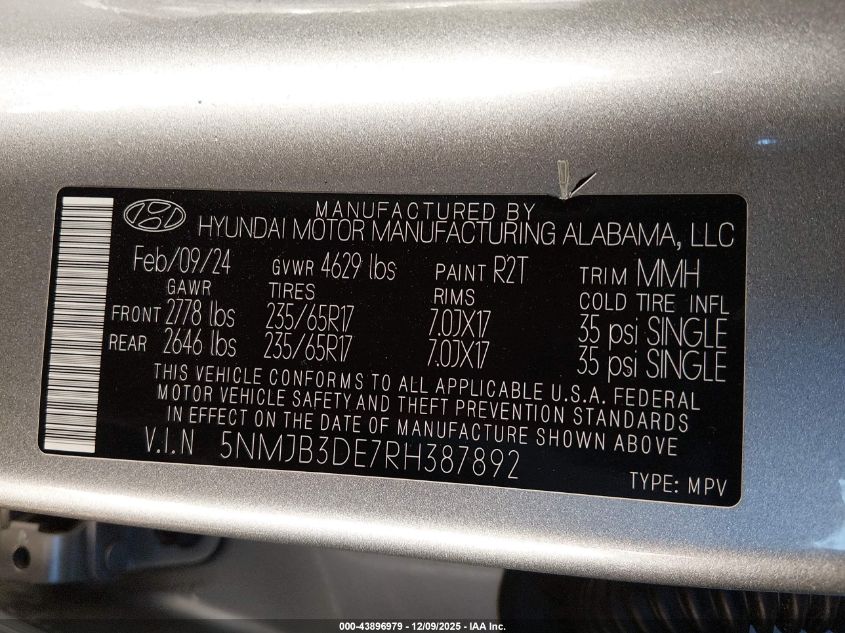 MANUFACTURED BY
HYUNDAI MOTOR MANUFACTURING ALABAMA, LLC
Feb/09/24 GVWR 4629 lbs PAINT R2T TRIM MMH
GAWR TIRES RIMS COLD TIRE INFL
FRONT 2778 lbs 235/65R17 7.0JX17 35 psi SINGLE
REAR 2646 lbs 235/65R17 7.0JX17 35 psi SINGLE
THIS VEHICLE CONFORMS TO ALL APPLICABLE U.S.A. FEDERAL
MOTOR VEHICLE SAFETY AND THEFT PREVENTION STANDARDS
IN EFFECT ON THE DATE OF MANUFACTURE SHOWN ABOVE
V.I.N 5NMJB3DE7RH387892
TYPE: MPV
000-43896979 - 12/09/2025 - IAA Inc.